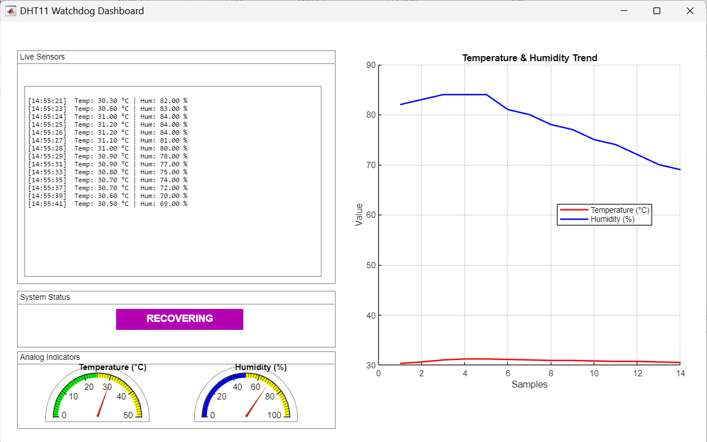 DHT11 Watchdog Dashboard
Live Sensors
[14:55:21]  Temp: 30.30 °C | Hum: 82.00 %
[14:55:23]  Temp: 30.60 °C | Hum: 83.00 %
[14:55:24]  Temp: 31.00 °C | Hum: 84.00 %
[14:55:25]  Temp: 31.20 °C | Hum: 84.00 %
[14:55:26]  Temp: 31.20 °C | Hum: 84.00 %
[14:55:27]  Temp: 31.10 °C | Hum: 81.00 %
[14:55:28]  Temp: 31.00 °C | Hum: 80.00 %
[14:55:29]  Temp: 30.90 °C | Hum: 78.00 %
[14:55:31]  Temp: 30.90 °C | Hum: 77.00 %
[14:55:33]  Temp: 30.80 °C | Hum: 75.00 %
[14:55:35]  Temp: 30.70 °C | Hum: 74.00 %
[14:55:37]  Temp: 30.70 °C | Hum: 72.00 %
[14:55:39]  Temp: 30.60 °C | Hum: 70.00 %
[14:55:41]  Temp: 30.50 °C | Hum: 69.00 %
System Status
RECOVERING
Analog Indicators
Temperature (°C)
0 10 20 30 40 50
Humidity (%)
0 20 40 60 80 100
Temperature & Humidity Trend
Value
90
80
70
60
50
40
30
Temperature (°C)
Humidity (%)
0 2 4 6 8 10 12 14
Samples